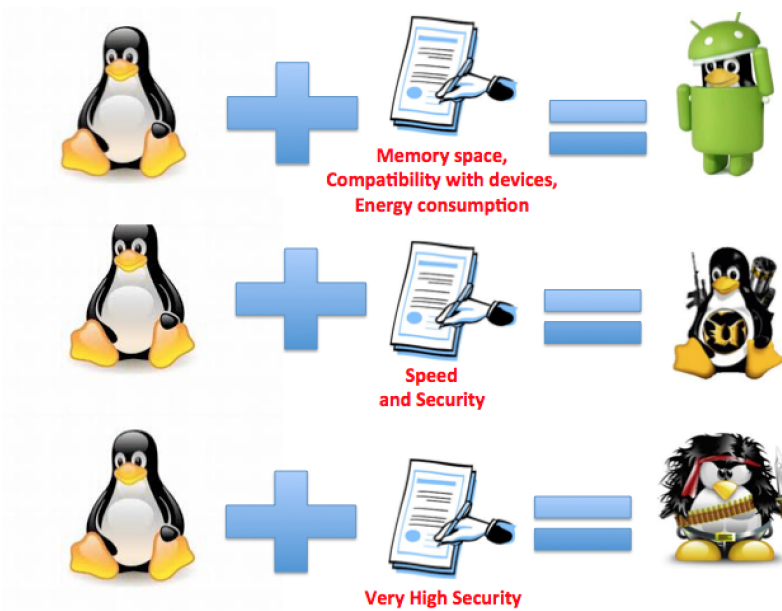 Memory space,
Compatibility with devices,
Energy consumption
Speed
and Security
Very High Security